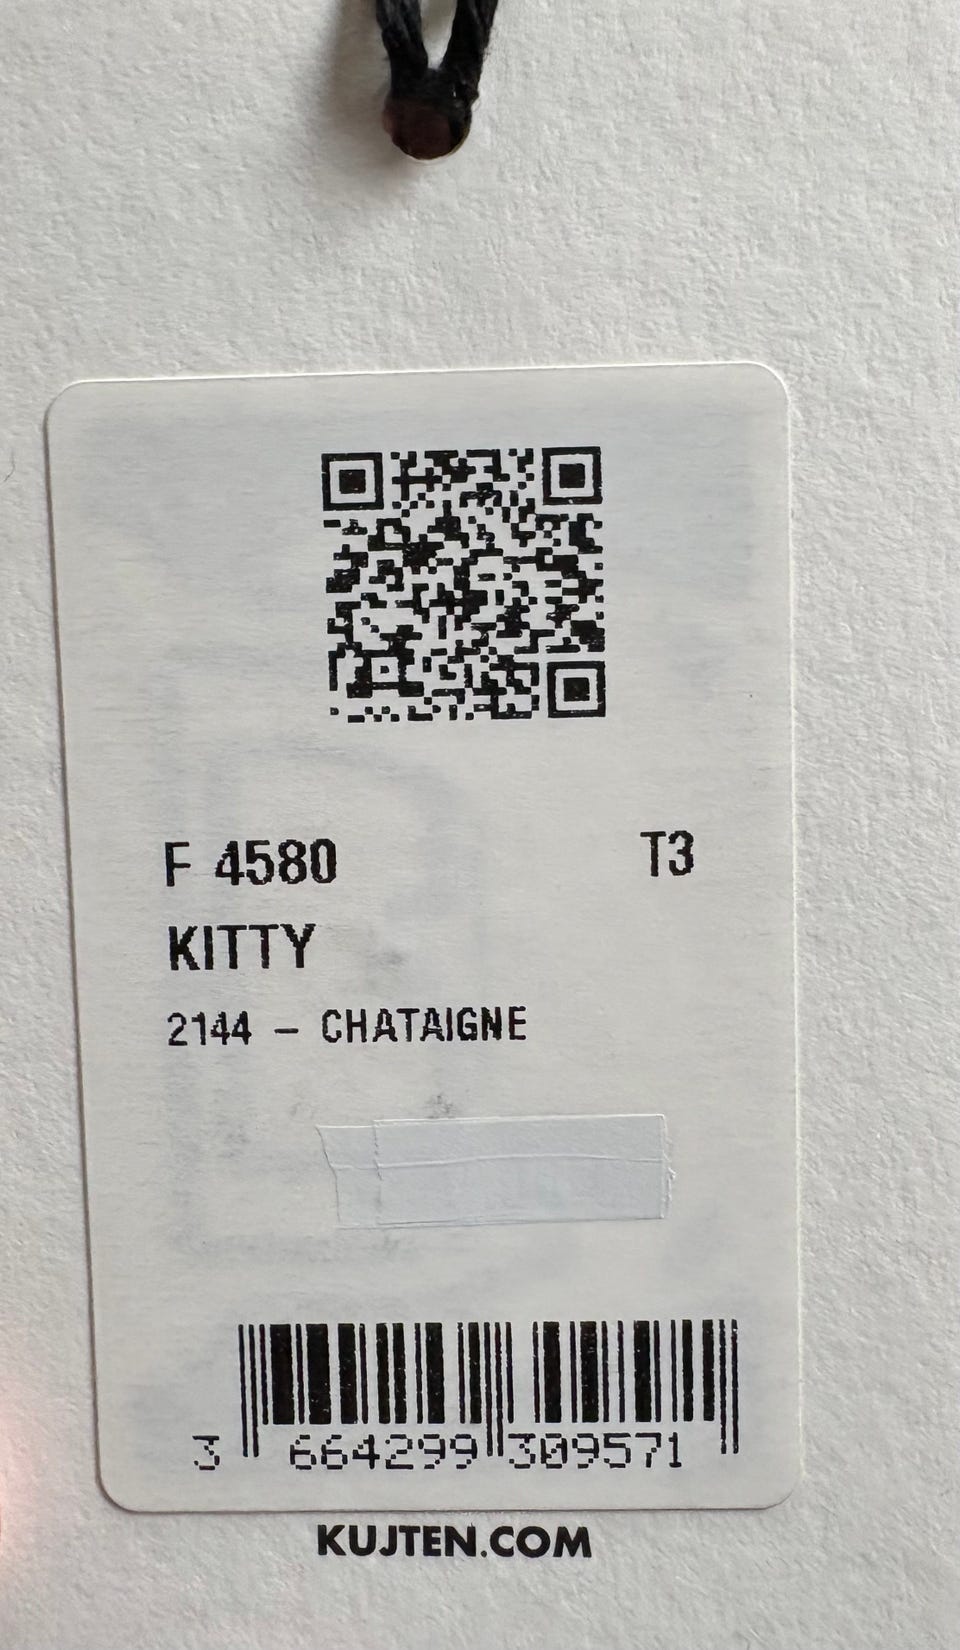 F 4580 T3
KITTY
2144 – CHATAIGNE
3 664299 309571
KUJTEN.COM